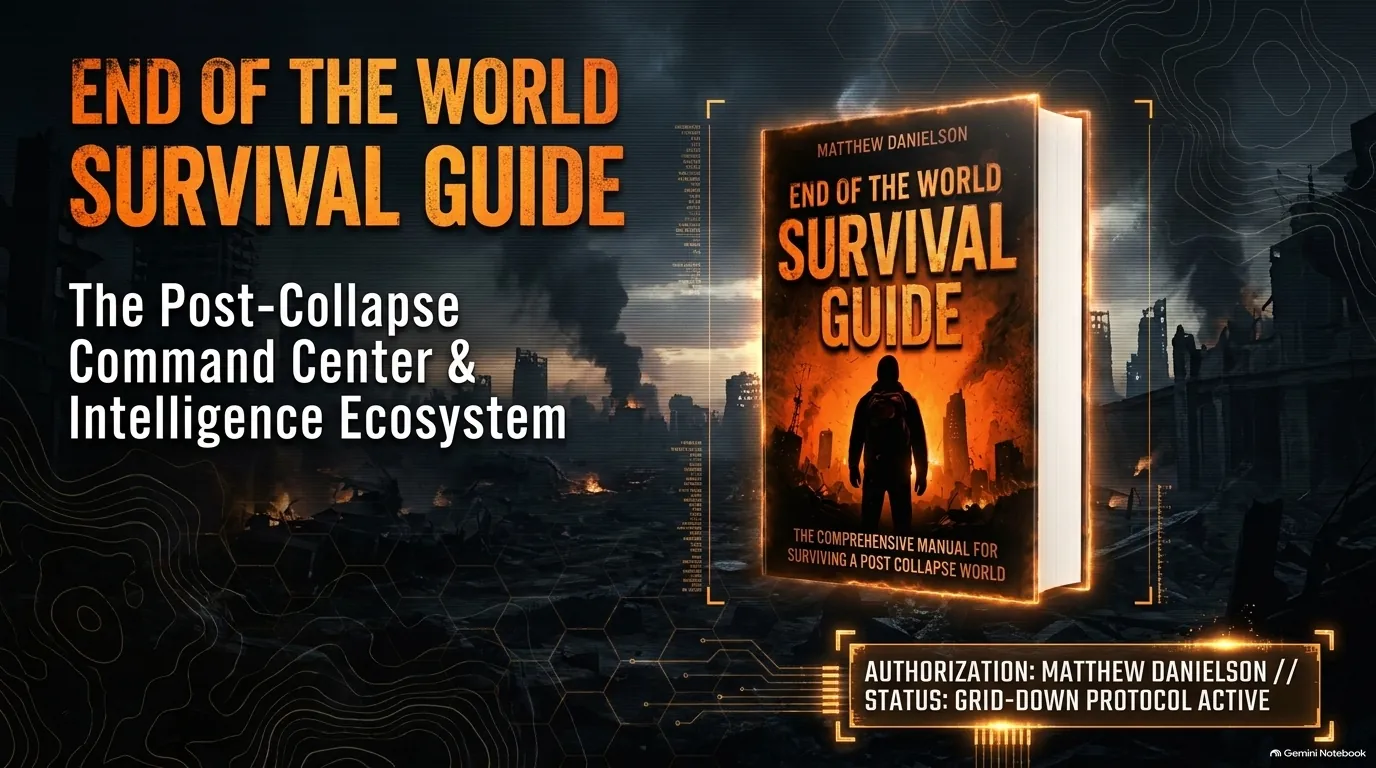 END OF THE WORLD
SURVIVAL GUIDE
The Post-Collapse
Command Center &
Intelligence Ecosystem
MATTHEW DANIELSON
END OF THE WORLD
SURVIVAL
GUIDE
THE COMPREHENSIVE MANUAL FOR
SURVIVING A POST COLLAPSE WORLD
AUTHORIZATION: MATTHEW DANIELSON //
STATUS: GRID-DOWN PROTOCOL ACTIVE
Gemini Notebook